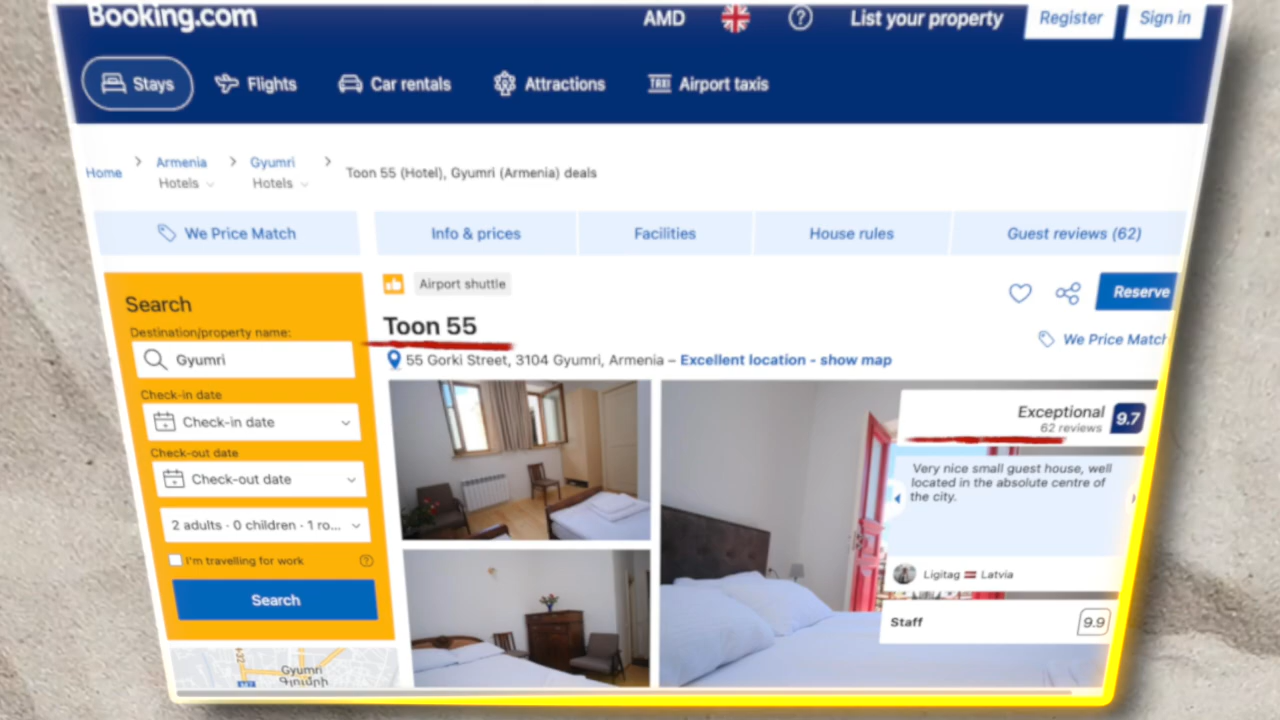 Booking.com
AMD
List your property
Register
Sign in
Stays
Flights
Car rentals
Attractions
TAXI
Airport taxis
Home
Armenia
Hotels
Gyumri
Hotels
Toon 55 (Hotel), Gyumri (Armenia) deals
We Price Match
Info & prices
Facilities
House rules
Guest reviews (62)
Search
Destination/property name:
Gyumri
Check-in date
Check-in date
Check-out date
Check-out date
2 adults · 0 children · 1 ro...
I'm travelling for work
Search
Gyumri
Գյումրի
Airport shuttle
Reserve
Toon 55
We Price Match
55 Gorki Street, 3104 Gyumri, Armenia – Excellent location - show map
Exceptional
62 reviews
9.7
Very nice small guest house, well
located in the absolute centre of
the city.
Ligitag
Latvia
Staff
9.9